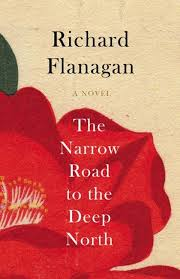 Richard
Flanagan
A NOVEL
The
Narrow
Road
to the
Deep
North